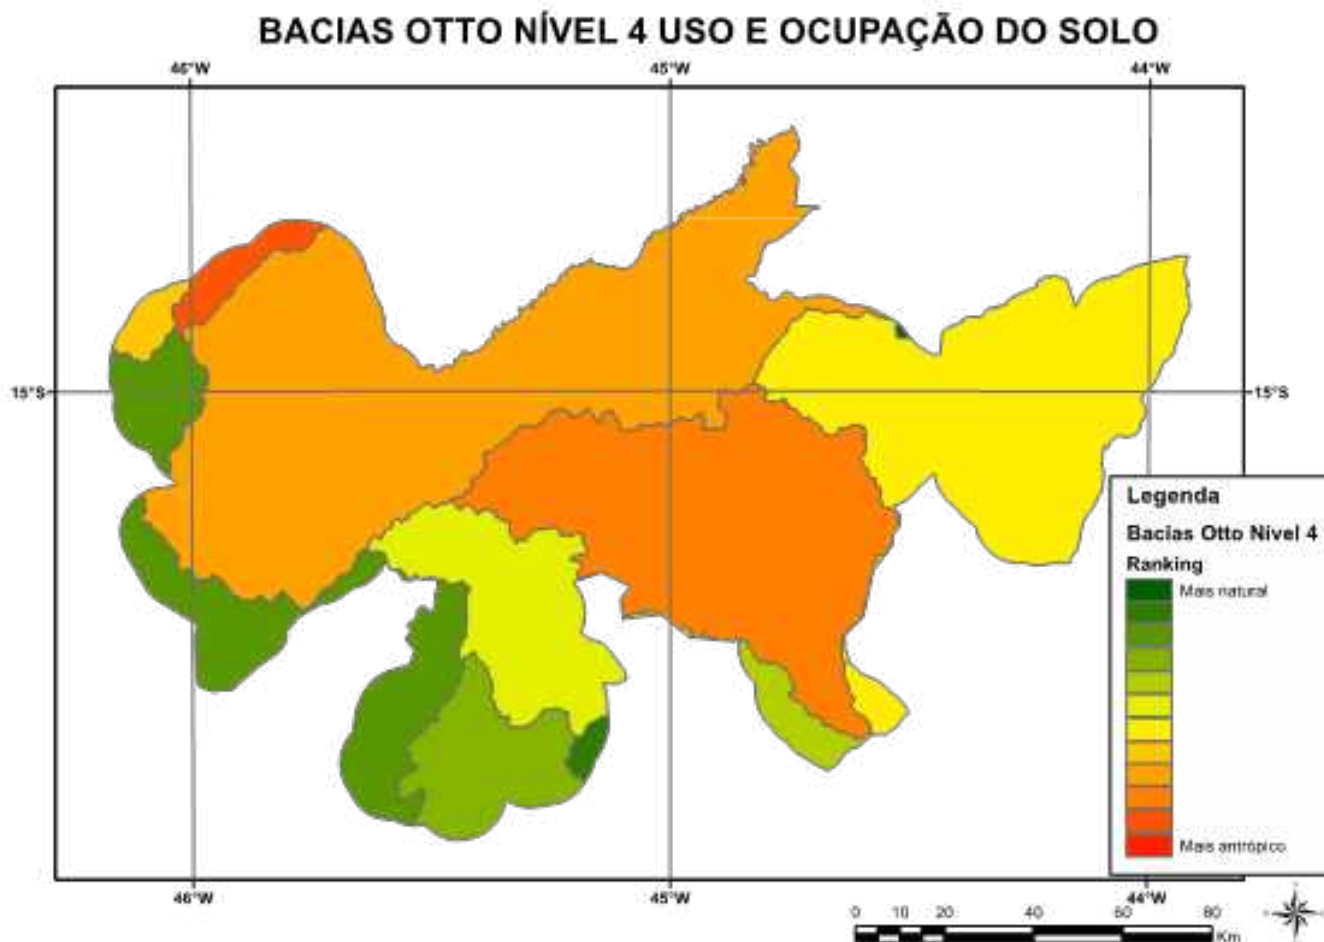 BACIAS OTTO NÍVEL 4 USO E OCUPAÇÃO DO SOLO
46°W 45°W 44°W
15°S 15°S
Legenda
Bacias Otto Nivel 4
Ranking
Mais natural
Mais antrópico
46°W 45°W 44°W
0 10 20 40 60 80
Km